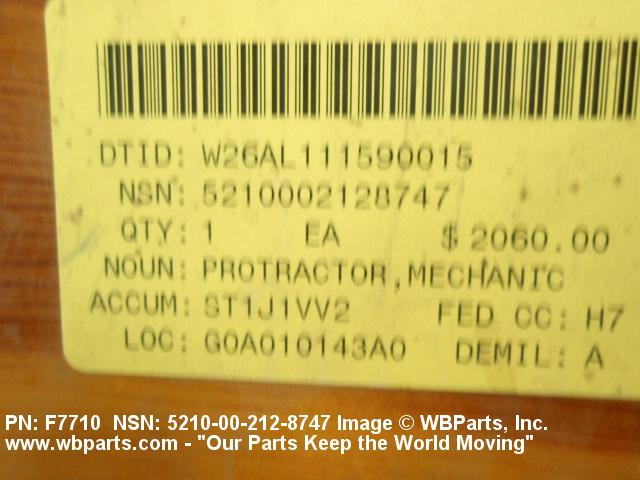 DTID: W26AL111590015
NSN: 5210002128747
QTY: 1 EA $ 2060.00
NOUN: PROTRACTOR,MECHANIC
ACCUM: ST1J1VV2 FED CC: H7
LOC: G0A010143A0 DEMIL: A
PN: F7710 NSN: 5210-00-212-8747 Image © WBParts, Inc.
www.wbparts.com - "Our Parts Keep the World Moving"